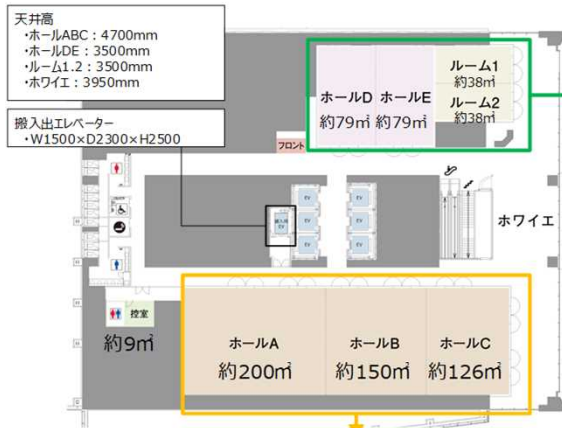 天井高
・ホールABC：4700mm
・ホールDE：3500mm
・ルーム1.2：3500mm
・ホワイエ：3950mm
搬入出エレベーター
・W1500×D2300×H2500
ホールD
約79㎡
ホールE
約79㎡
ルーム1
約38㎡
ルーム2
約38㎡
フロント
EV
EV
EV
EV
EV
EV
EV
ホワイエ
控室
約9㎡
ホールA
約200㎡
ホールB
約150㎡
ホールC
約126㎡